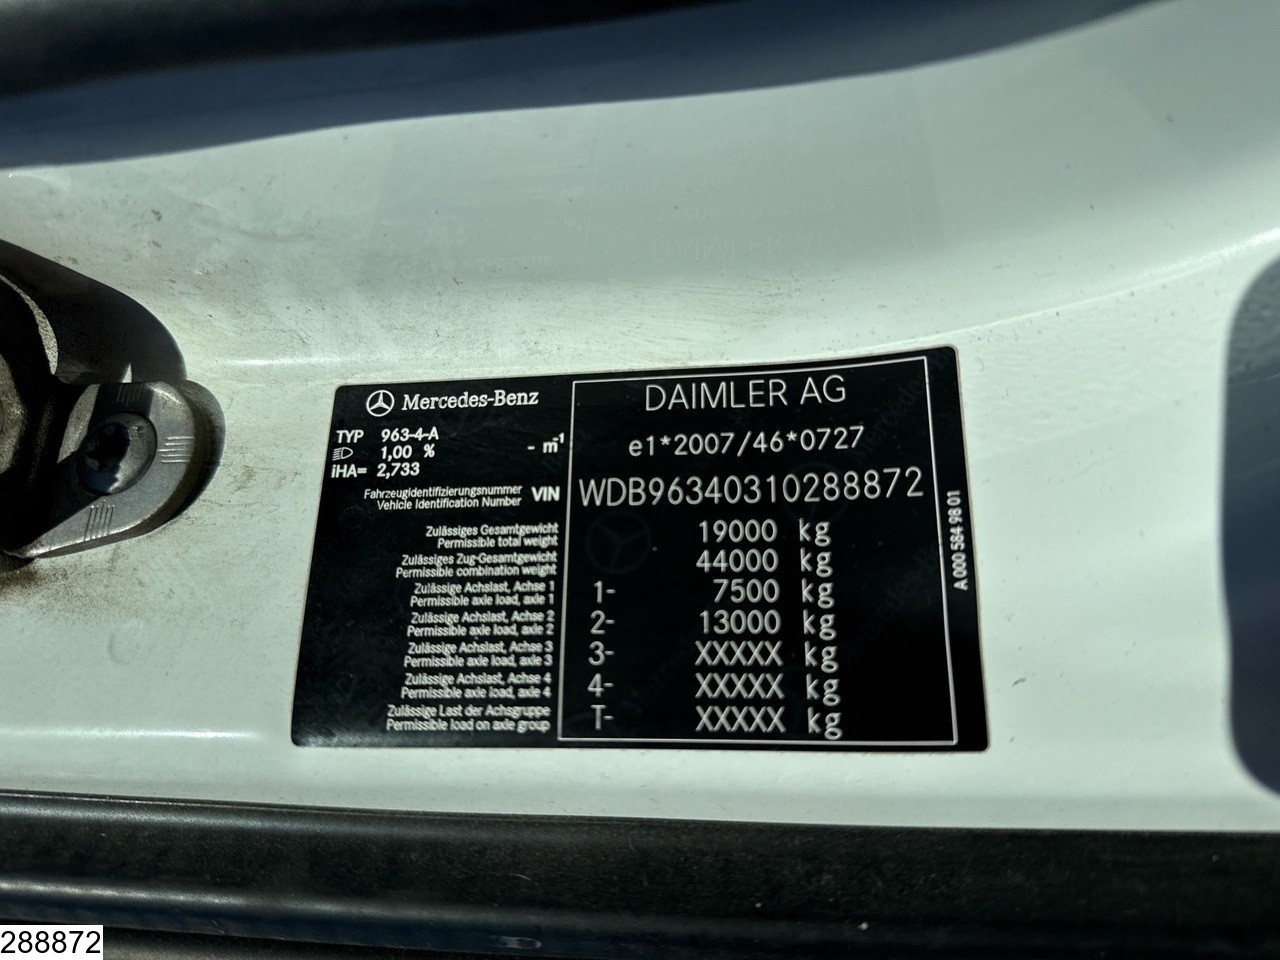 Mercedes-Benz
TYP 963-4-A
1,00 % - m-1
iHA= 2,733
Fahrzeugidentifizierungsnummer
Vehicle Identification Number VIN
Zulässiges Gesamtgewicht
Permissible total weight
Zulässiges Zug-Gesamtgewicht
Permissible combination weight
Zulässige Achslast, Achse 1
Permissible axle load, axle 1
Zulässige Achslast, Achse 2
Permissible axle load, axle 2
Zulässige Achslast, Achse 3
Permissible axle load, axle 3
Zulässige Achslast, Achse 4
Permissible axle load, axle 4
Zulässige Last der Achsgruppe
Permissible load on axle group
DAIMLER AG
e1*2007/46*0727
WDB96340310288872
19000 kg
44000 kg
1- 7500 kg
2- 13000 kg
3- XXXXX kg
4- XXXXX kg
T- XXXXX kg
A 000 584 98 01
288872